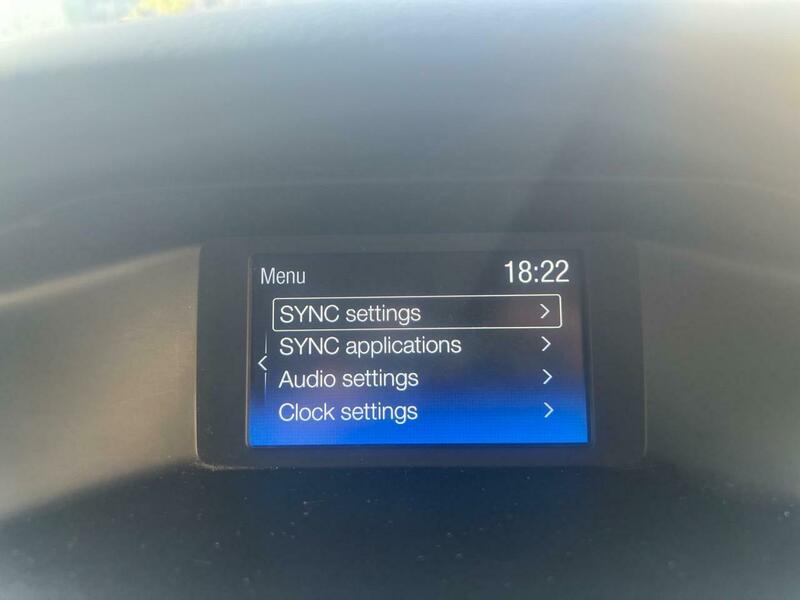 Menu 18:22
SYNC settings
SYNC applications
Audio settings
Clock settings